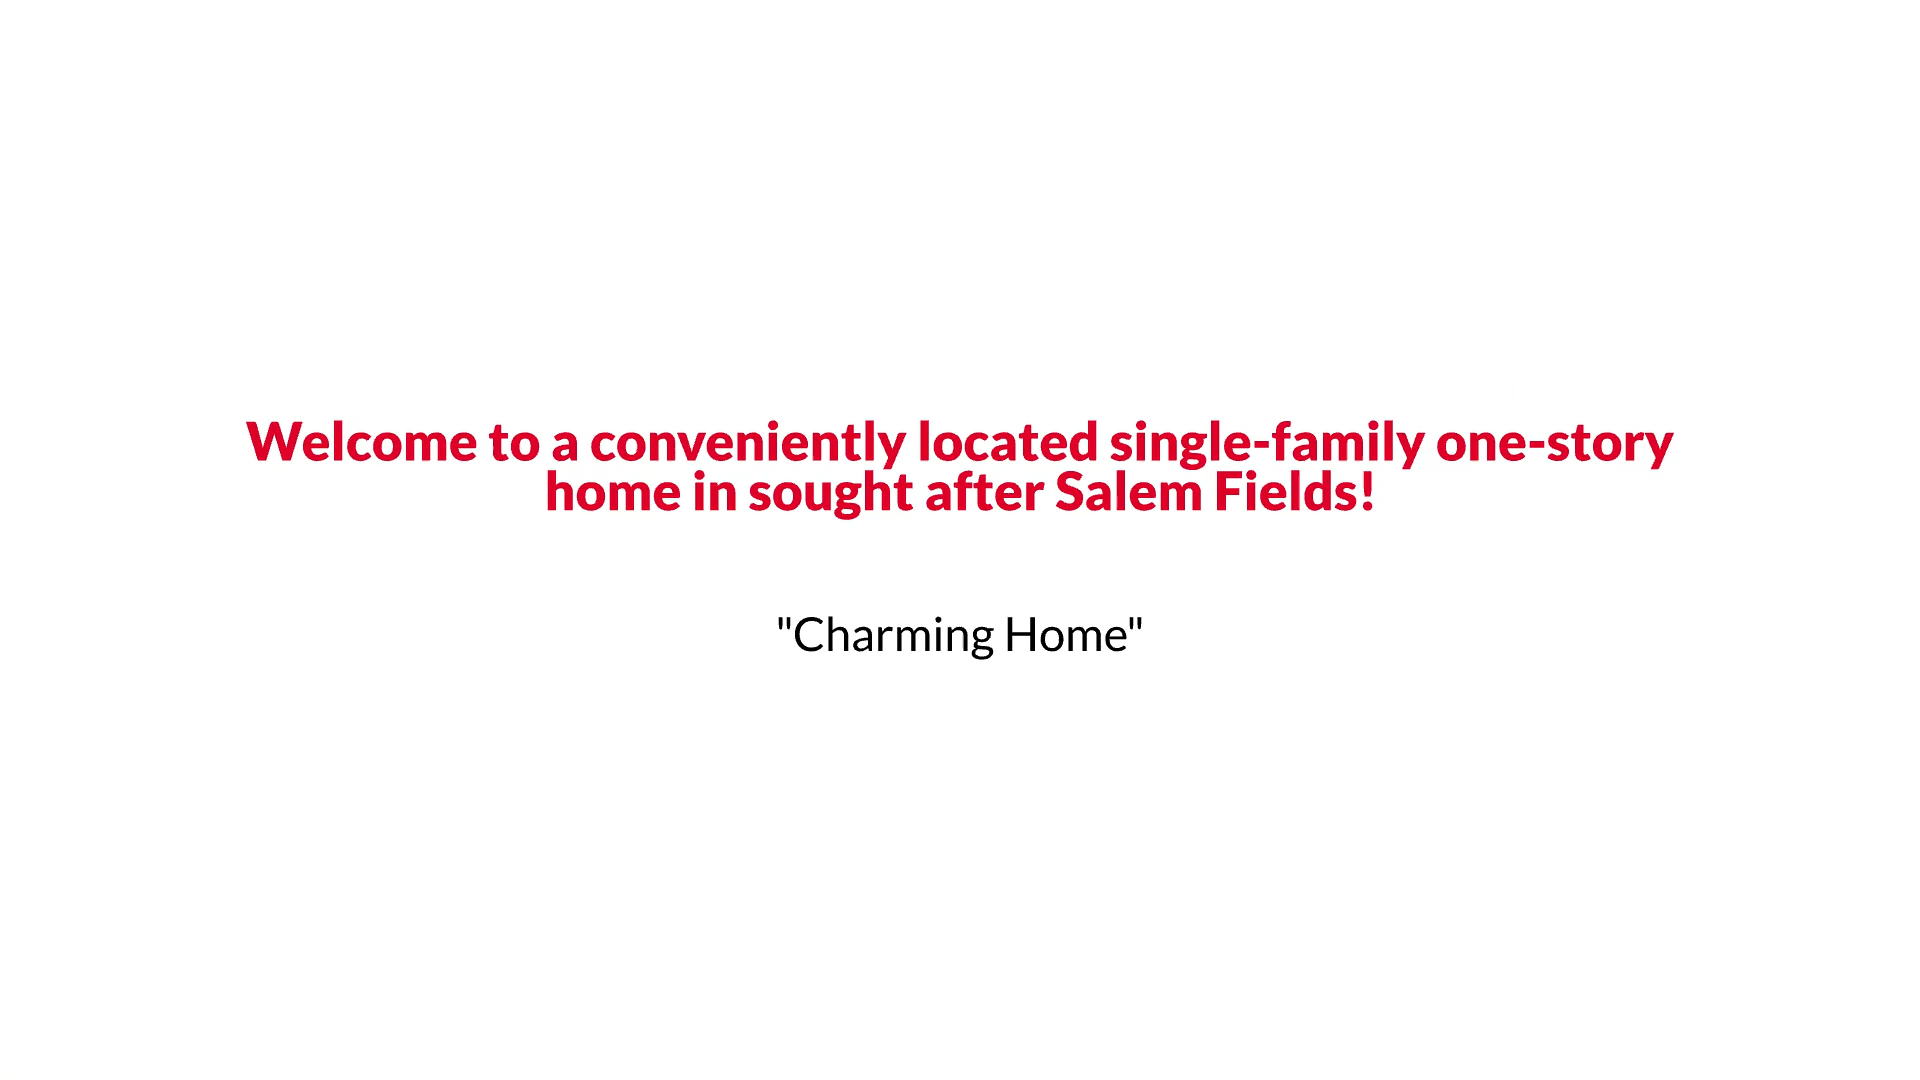 Welcome to a conveniently located single-family one-story
home in sought after Salem Fields!
"Charming Home"